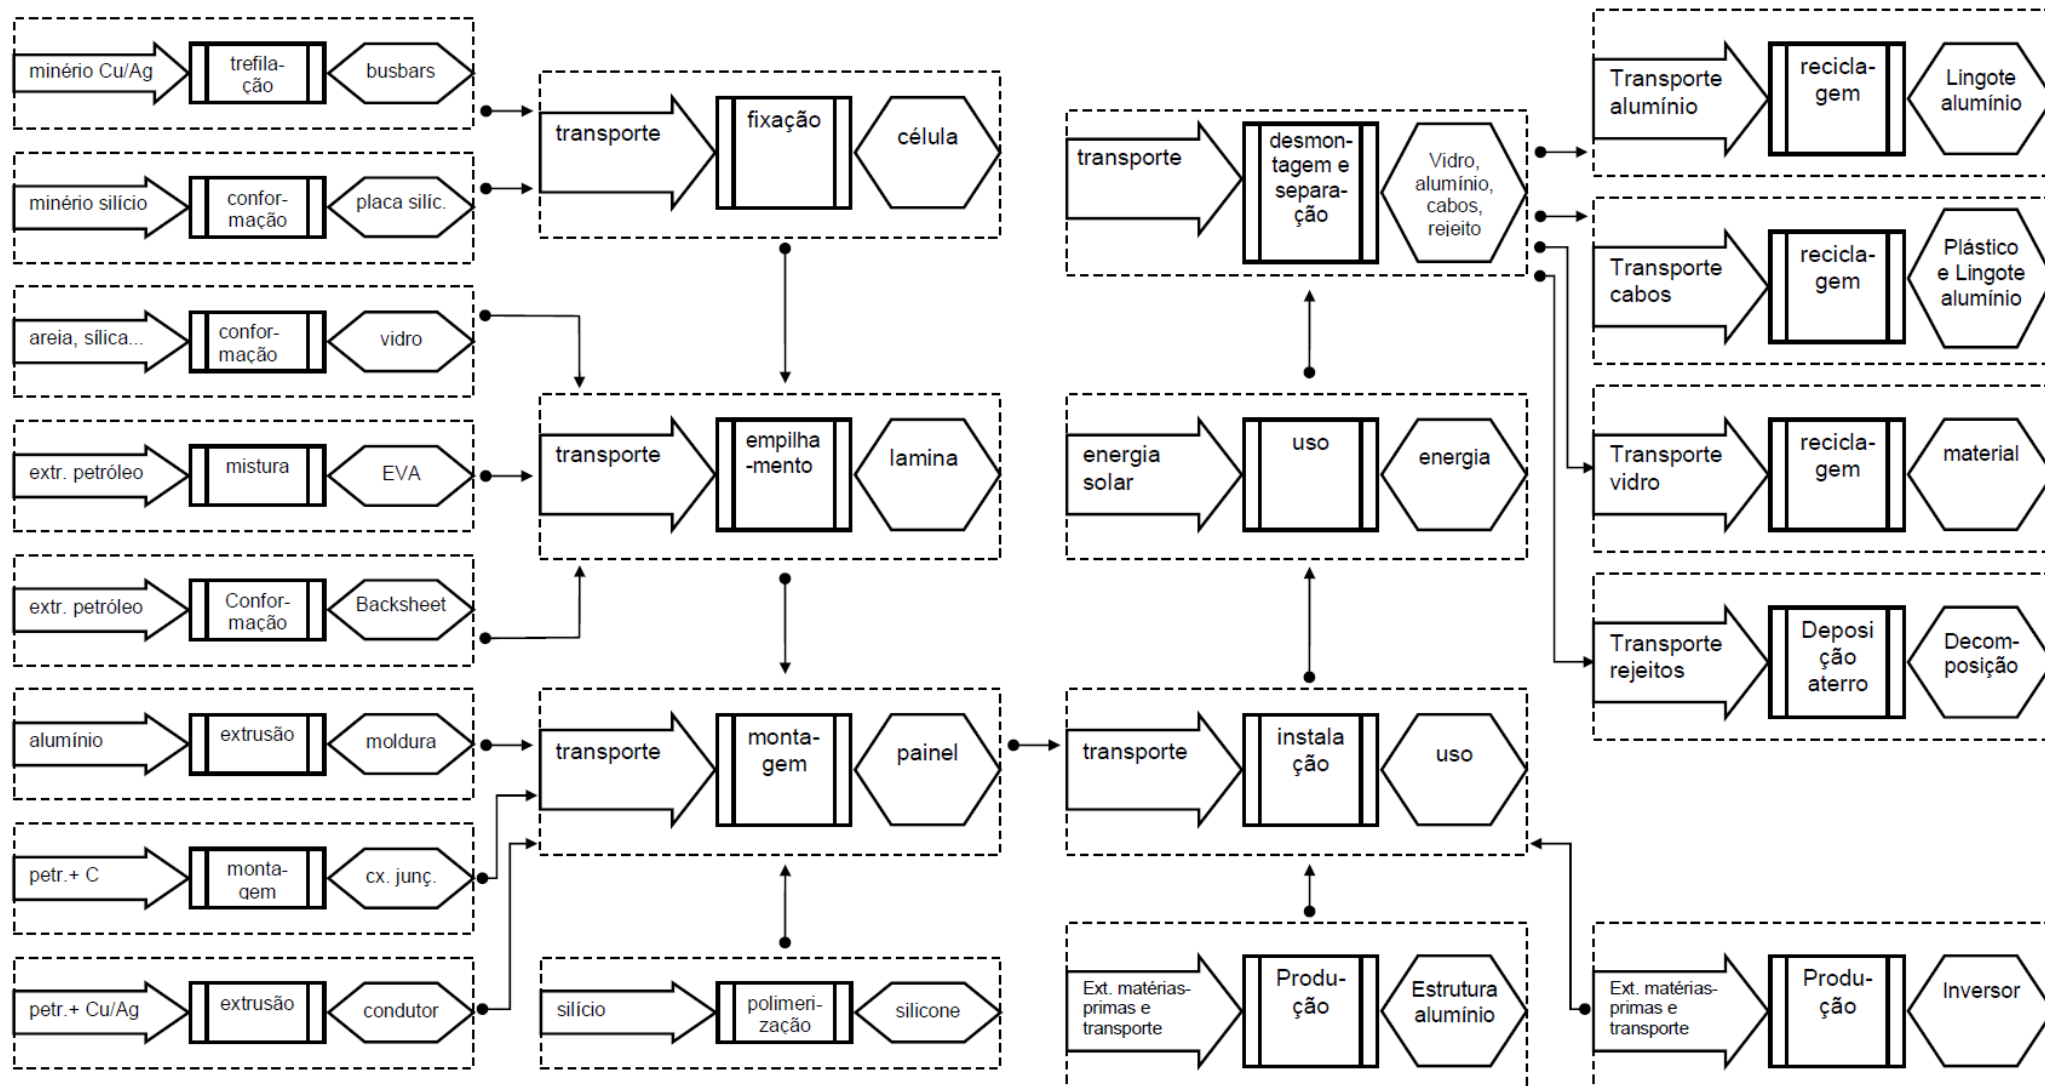 minério Cu/Ag
trefila-
ção
busbars
minério silício
confor-
mação
placa silíc.
areia, sílica...
confor-
mação
vidro
extr. petróleo
mistura
EVA
extr. petróleo
Confor-
mação
Backsheet
alumínio
extrusão
moldura
petr.+ C
monta-
gem
cx. junç.
petr.+ Cu/Ag
extrusão
condutor
transporte
fixação
célula
transporte
empilha
-mento
lamina
transporte
monta-
gem
painel
silício
polimeri-
zação
silicone
transporte
desmon-
tagem e
separa-
ção
Vidro,
alumínio,
cabos,
rejeito
energia
solar
uso
energia
transporte
instala
ção
uso
Ext. matérias-
primas e
transporte
Produ-
ção
Estrutura
alumínio
Transporte
alumínio
recicla-
gem
Lingote
alumínio
Transporte
cabos
recicla-
gem
Plástico
e Lingote
alumínio
Transporte
vidro
recicla-
gem
material
Transporte
rejeitos
Deposi
ção
aterro
Decom-
posição
Ext. matérias-
primas e
transporte
Produ-
ção
Inversor